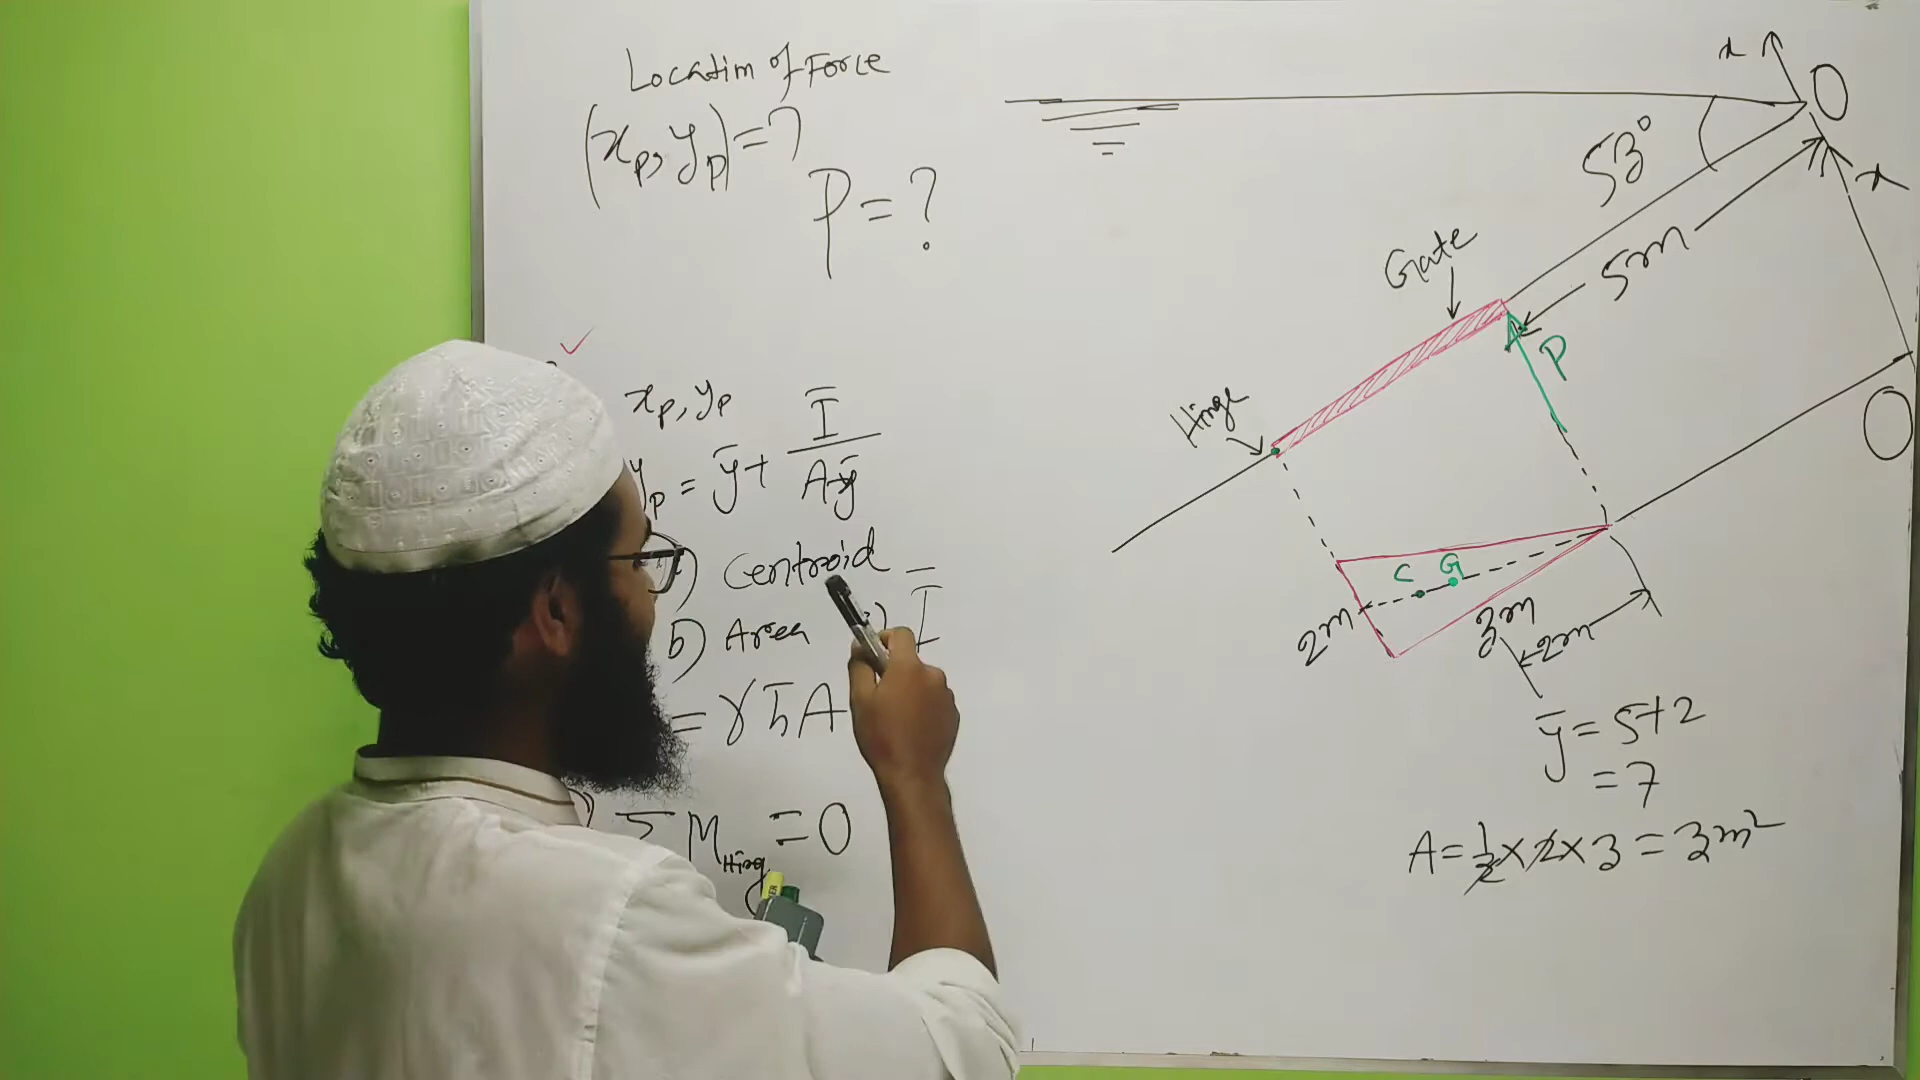 Location of Force
(x_p, y_p) = ?
P = ?
x_p, y_p
y_p = ȳ + Ī / Aȳ
) Centroid
b) Area ) Ī
= γ h̄ A
Σ M_Hing = 0
x
O
53°
x
5m
Gate
P
Hinge
O
C G
2m
3m
2m
ȳ = 5+2
= 7
A = 1/2 × 2 × 3 = 3m²